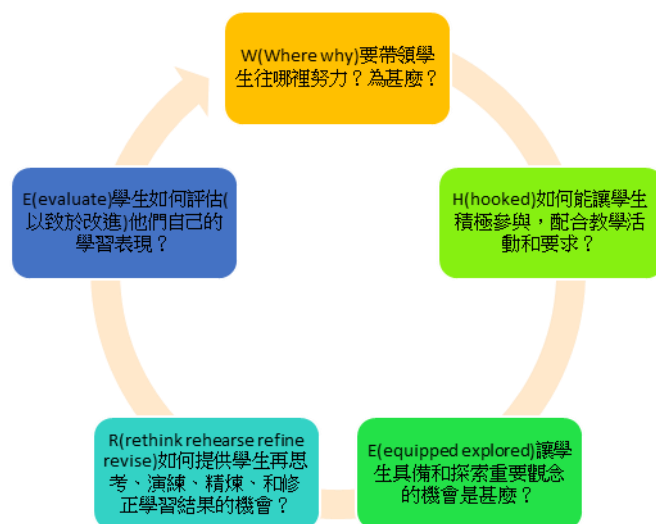 W(Where why)要帶領學
生往哪裡努力？為甚麼？
H(hooked)如何能讓學生
積極參與，配合教學活
動和要求？
E(equipped explored)讓學
生具備和探索重要觀念
的機會是甚麼？
R(rethink rehearse refine
revise)如何提供學生再思
考、演練、精煉、和修
正學習結果的機會？
E(evaluate)學生如何評估(
以致於改進)他們自己的
學習表現？